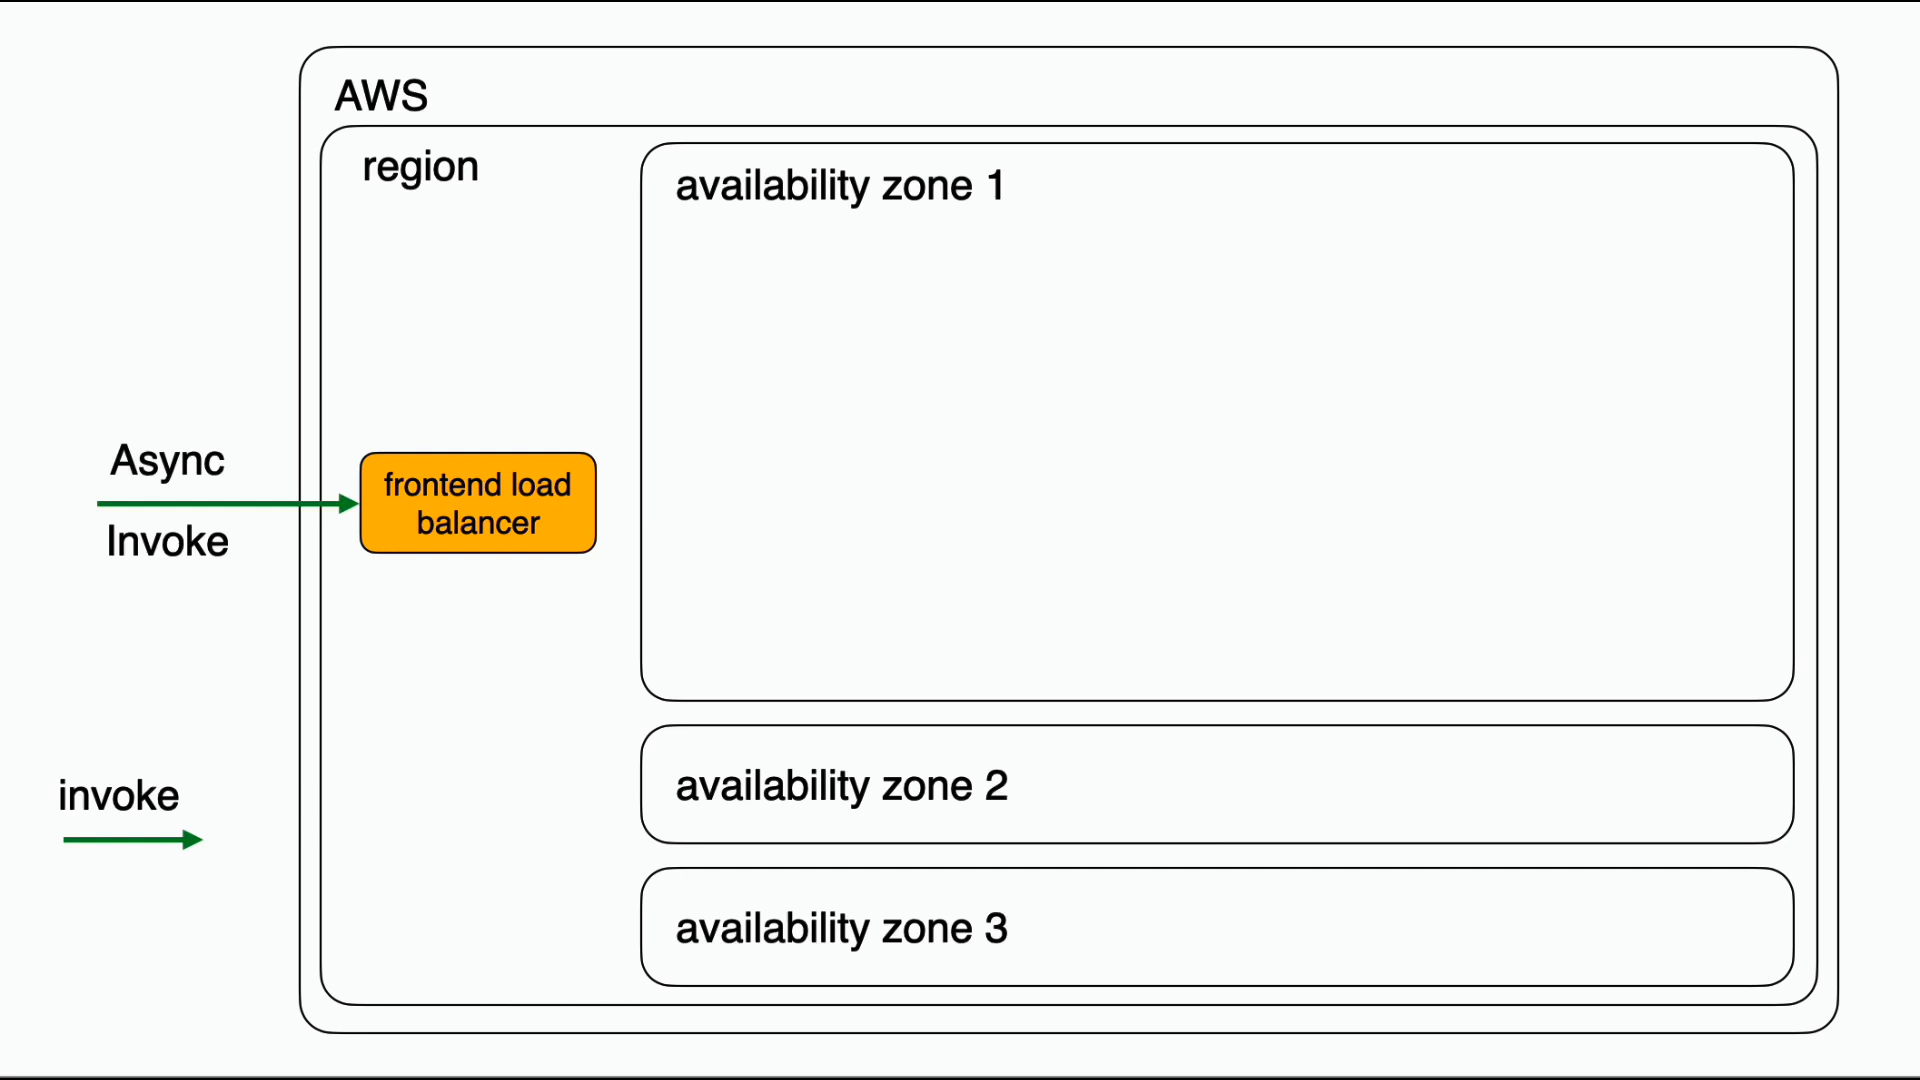 AWS
region
availability zone 1
Async
Invoke
frontend load
balancer
invoke
availability zone 2
availability zone 3